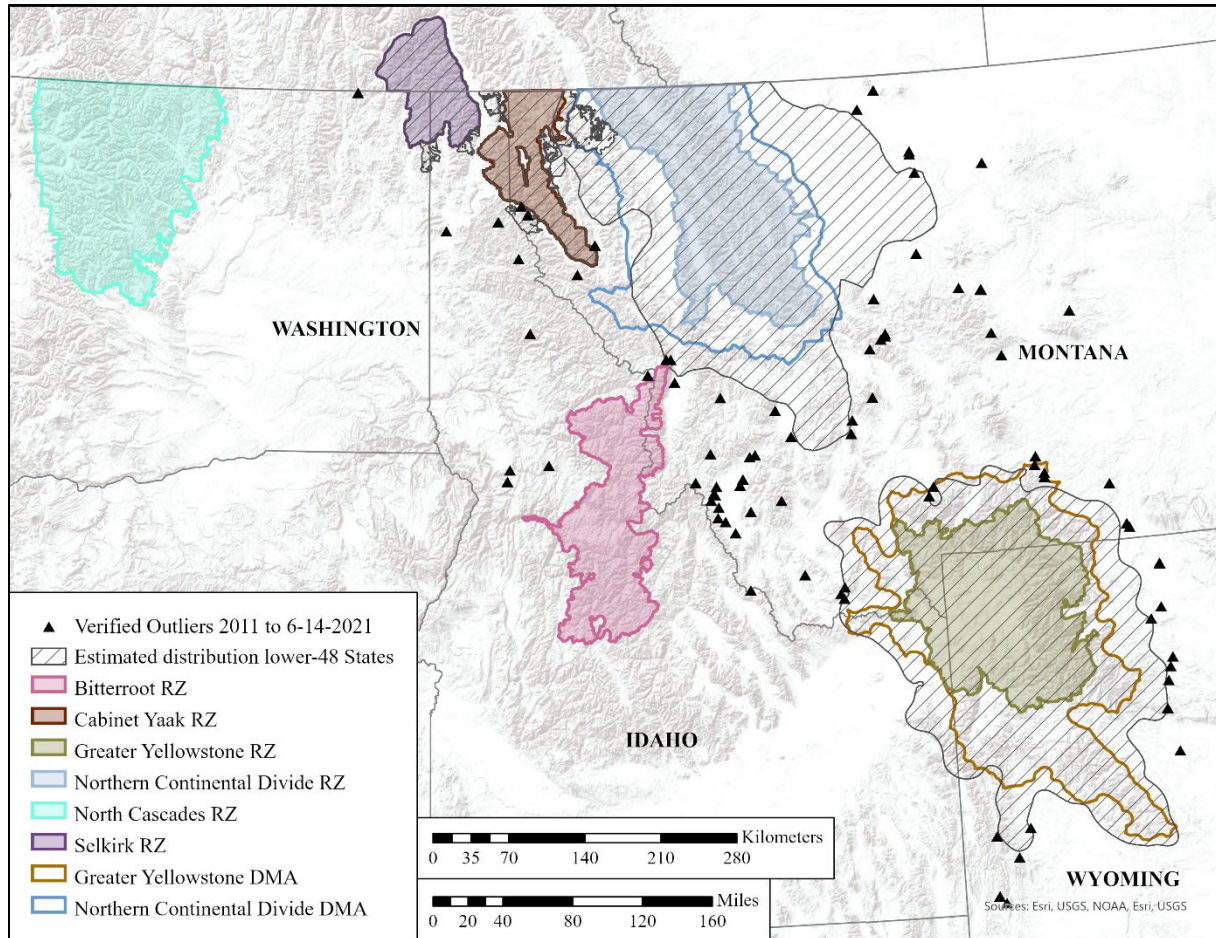 WASHINGTON
MONTANA
IDAHO
WYOMING
Sources: Esri, USGS, NOAA, Esri, USGS
Verified Outliers 2011 to 6-14-2021
Estimated distribution lower-48 States
Bitterroot RZ
Cabinet Yaak RZ
Greater Yellowstone RZ
Northern Continental Divide RZ
North Cascades RZ
Selkirk RZ
Greater Yellowstone DMA
Northern Continental Divide DMA
Kilometers
0 35 70 140 210 280
Miles
0 20 40 80 120 160